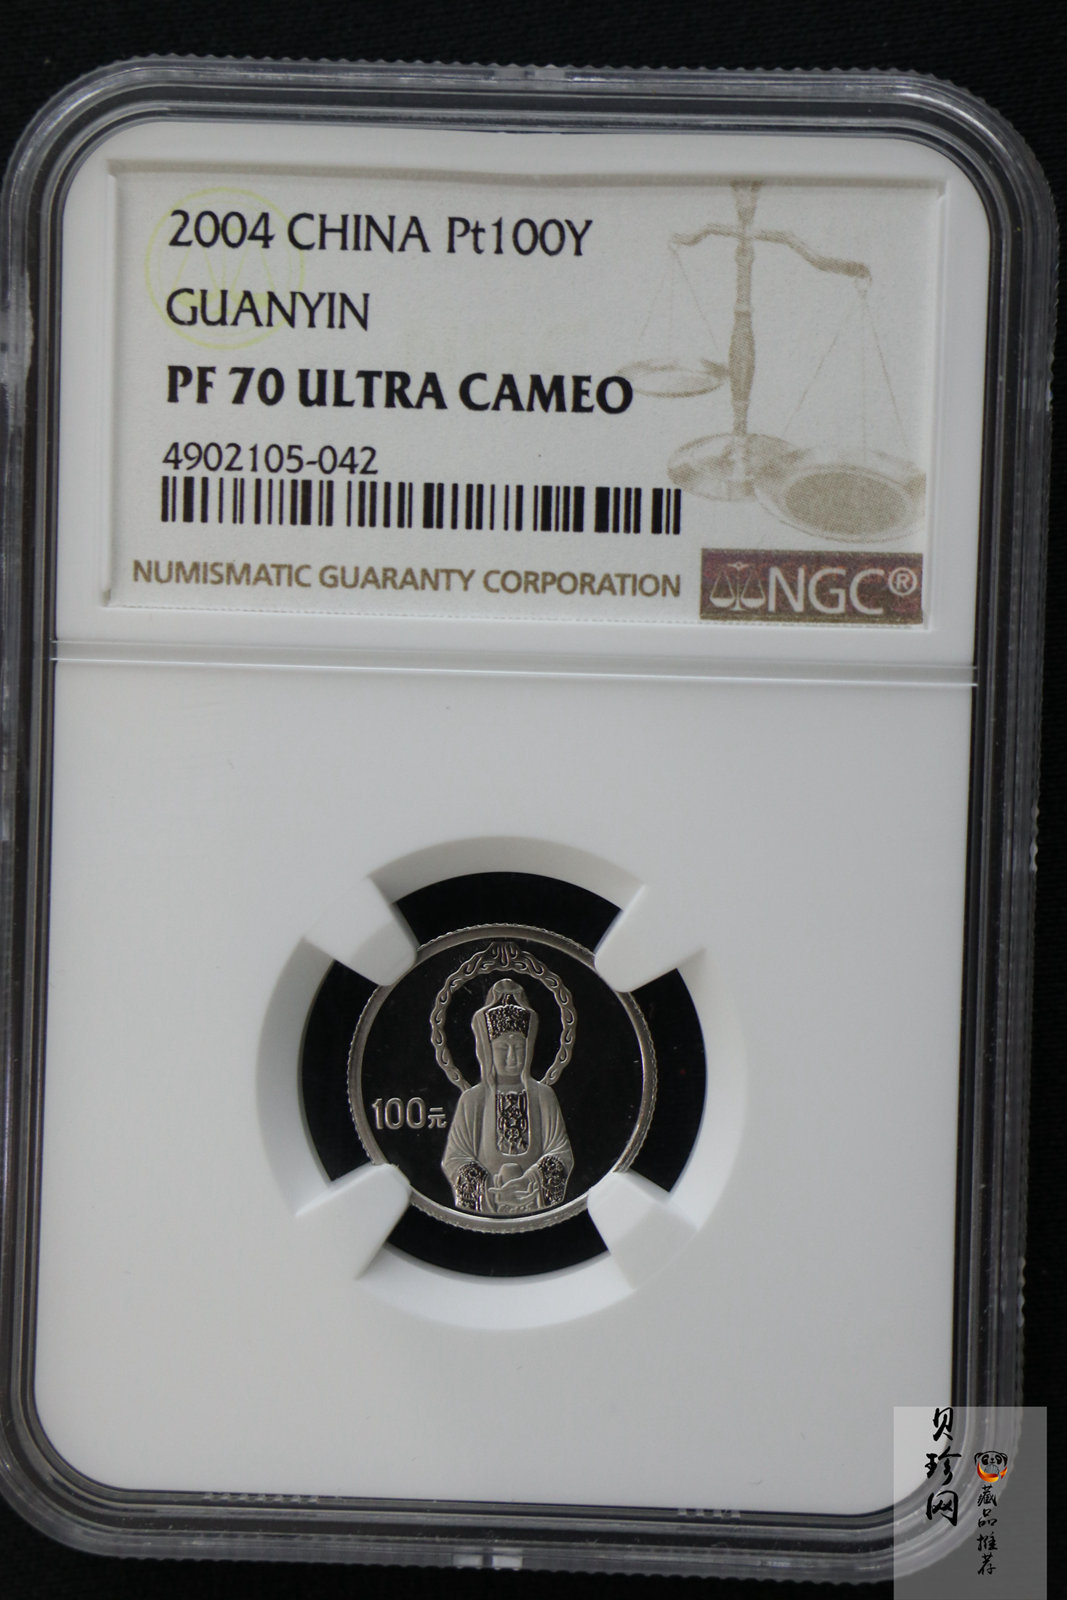 2004 CHINA Pt100Y
GUANYIN
PF 70 ULTRA CAMEO
4902105-042
NUMISMATIC GUARANTY CORPORATION
NGC®
100元
贝珍网
藏品推荐